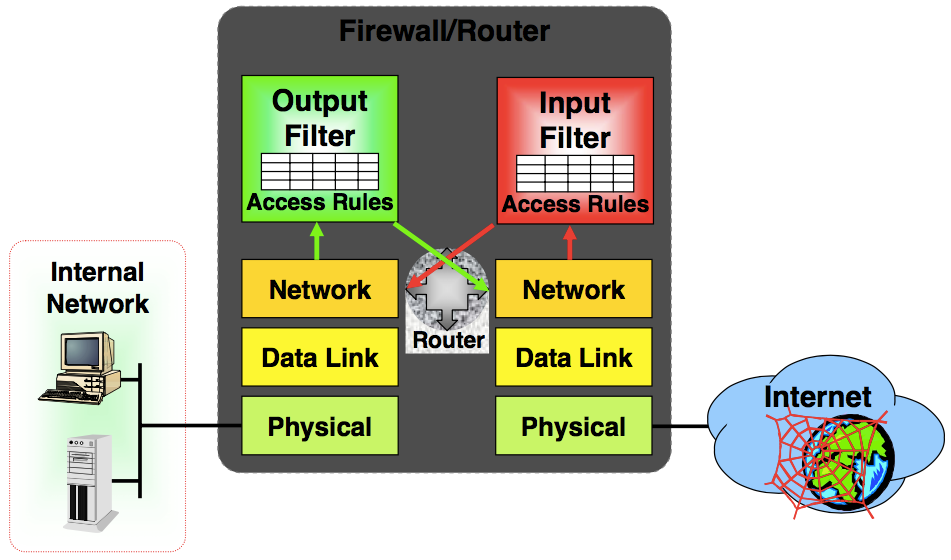 Firewall/Router
Output
Filter
Access Rules
Input
Filter
Access Rules
Internal
Network
Network
Network
Router
Data Link
Data Link
Physical
Physical
Internet